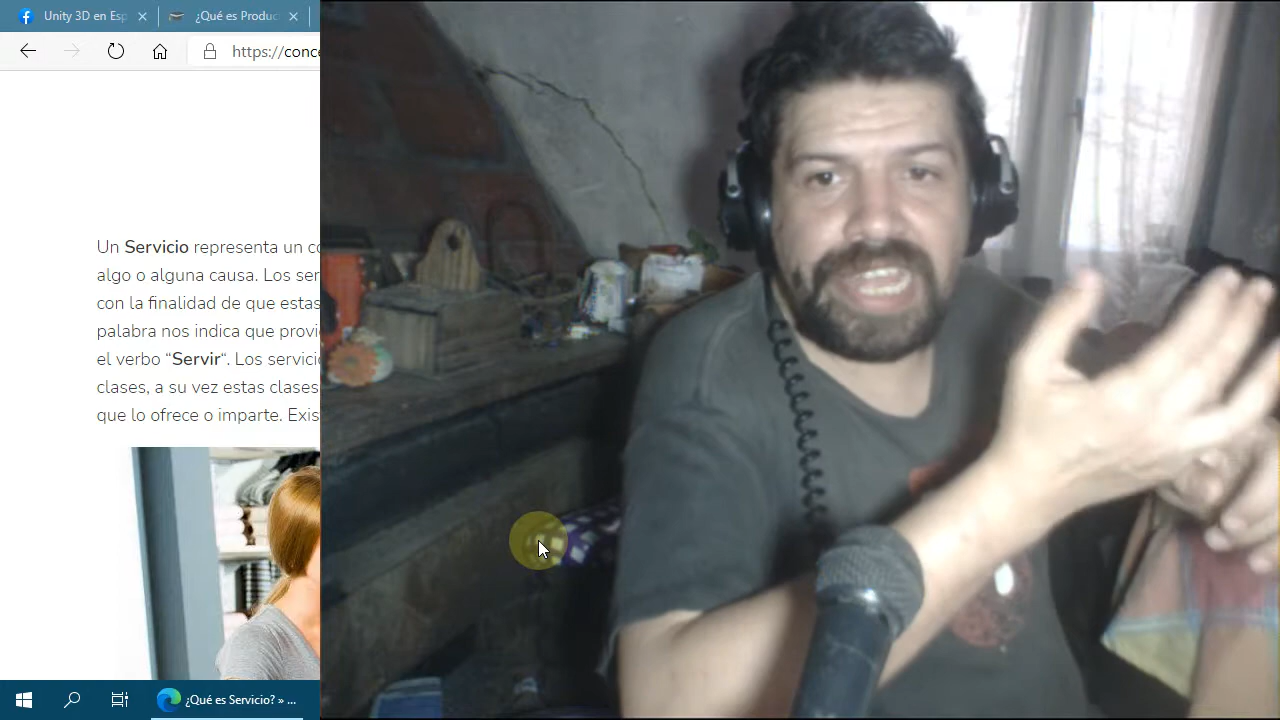 Unity 3D en Esp
¿Qué es Produc
https://conce
Un Servicio representa un co
algo o alguna causa. Los ser
con la finalidad de que estas
palabra nos indica que provi
el verbo “Servir“. Los servicio
clases, a su vez estas clases
que lo ofrece o imparte. Exis
¿Qué es Servicio? » ...